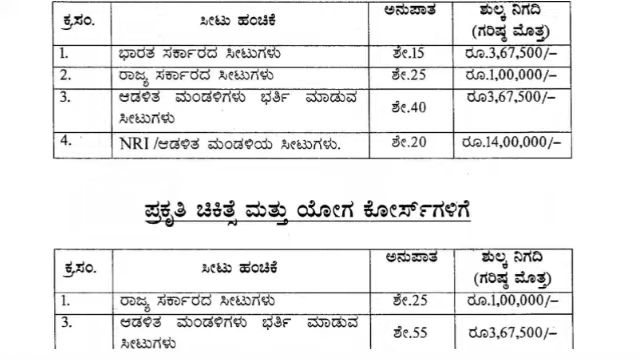 ಕ್ರ.ಸಂ. ಸೀಟು ಹಂಚಿಕೆ ಅನುಪಾತ ಶುಲ್ಕ ನಿಗದಿ
(ಗರಿಷ್ಠ ಮೊತ್ತ)
1. ಭಾರತ ಸರ್ಕಾರದ ಸೀಟುಗಳು ಶೇ.15 ರೂ.3,67,500/–
2. ರಾಜ್ಯ ಸರ್ಕಾರದ ಸೀಟುಗಳು ಶೇ.25 ರೂ.1,00,000/–
3. ಆಡಳಿತ ಮಂಡಳಿಗಳು ಭರ್ತಿ ಮಾಡುವ
ಸೀಟುಗಳು ಶೇ.40 ರೂ3,67,500/–
4. NRI /ಆಡಳಿತ ಮಂಡಳಿಯ ಸೀಟುಗಳು. ಶೇ.20 ರೂ.14,00,000/–
ಪ್ರಕೃತಿ ಚಿಕಿತ್ಸೆ ಮತ್ತು ಯೋಗ ಕೋರ್ಸ್‌ಗಳಿಗೆ
ಕ್ರ.ಸಂ. ಸೀಟು ಹಂಚಿಕೆ ಅನುಪಾತ ಶುಲ್ಕ ನಿಗದಿ
(ಗರಿಷ್ಠ ಮೊತ್ತ)
1. ರಾಜ್ಯ ಸರ್ಕಾರದ ಸೀಟುಗಳು ಶೇ.25 ರೂ.1,00,000/–
3. ಆಡಳಿತ ಮಂಡಳಿಗಳು ಭರ್ತಿ ಮಾಡುವ
ಸೀಟುಗಳು ಶೇ.55 ರೂ3,67,500/–